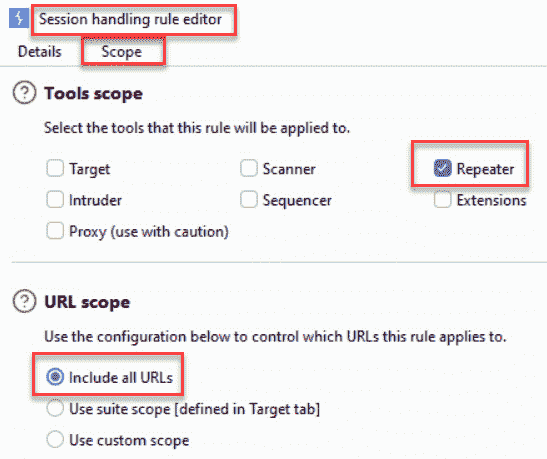 Session handling rule editor
Details Scope
Tools scope
Select the tools that this rule will be applied to.
Target Scanner Repeater
Intruder Sequencer Extensions
Proxy (use with caution)
URL scope
Use the configuration below to control which URLs this rule applies to.
Include all URLs
Use suite scope [defined in Target tab]
Use custom scope